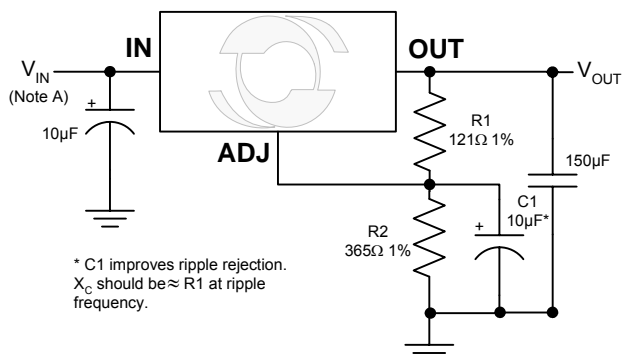 IN
OUT
V_IN
(Note A)
+
10µF
ADJ
R1
121Ω 1%
V_OUT
150µF
C1
10µF*
+
R2
365Ω 1%
* C1 improves ripple rejection.
X_C should be ≈ R1 at ripple
frequency.